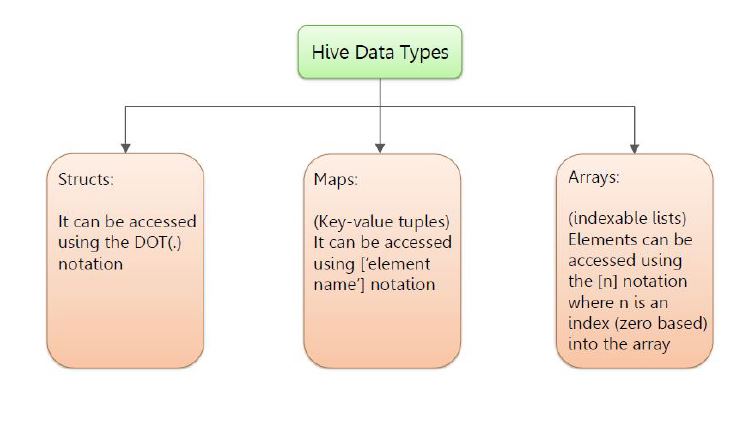 Hive Data Types
Structs:
It can be accessed
using the DOT(.)
notation
Maps:
(Key-value tuples)
It can be accessed
using [‘element
name’] notation
Arrays:
(indexable lists)
Elements can be
accessed using
the [n] notation
where n is an
index (zero based)
into the array